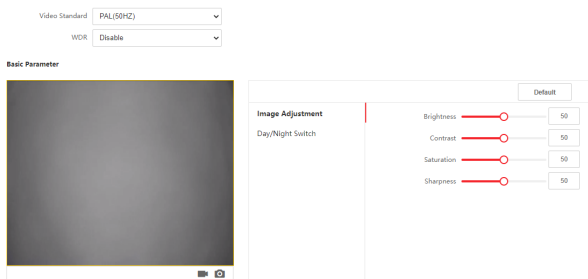 Video Standard PAL(50HZ)
WDR Disable
Basic Parameter
Default
Image Adjustment
Day/Night Switch
Brightness 50
Contrast 50
Saturation 50
Sharpness 50